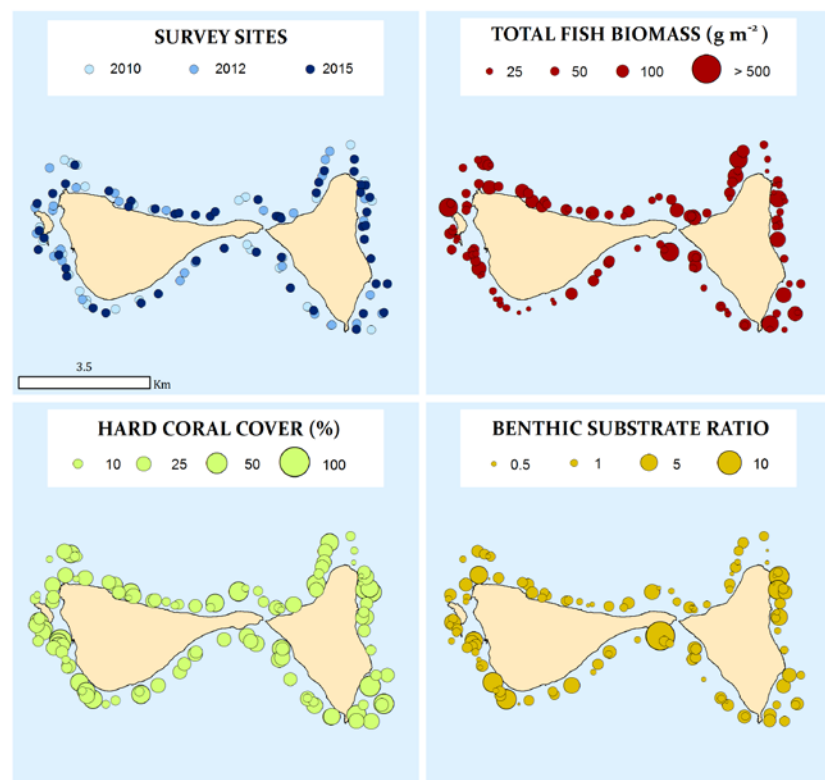 SURVEY SITES
2010 2012 2015
3.5
Km
TOTAL FISH BIOMASS (g m⁻²)
25 50 100 > 500
HARD CORAL COVER (%)
10 25 50 100
BENTHIC SUBSTRATE RATIO
0.5 1 5 10